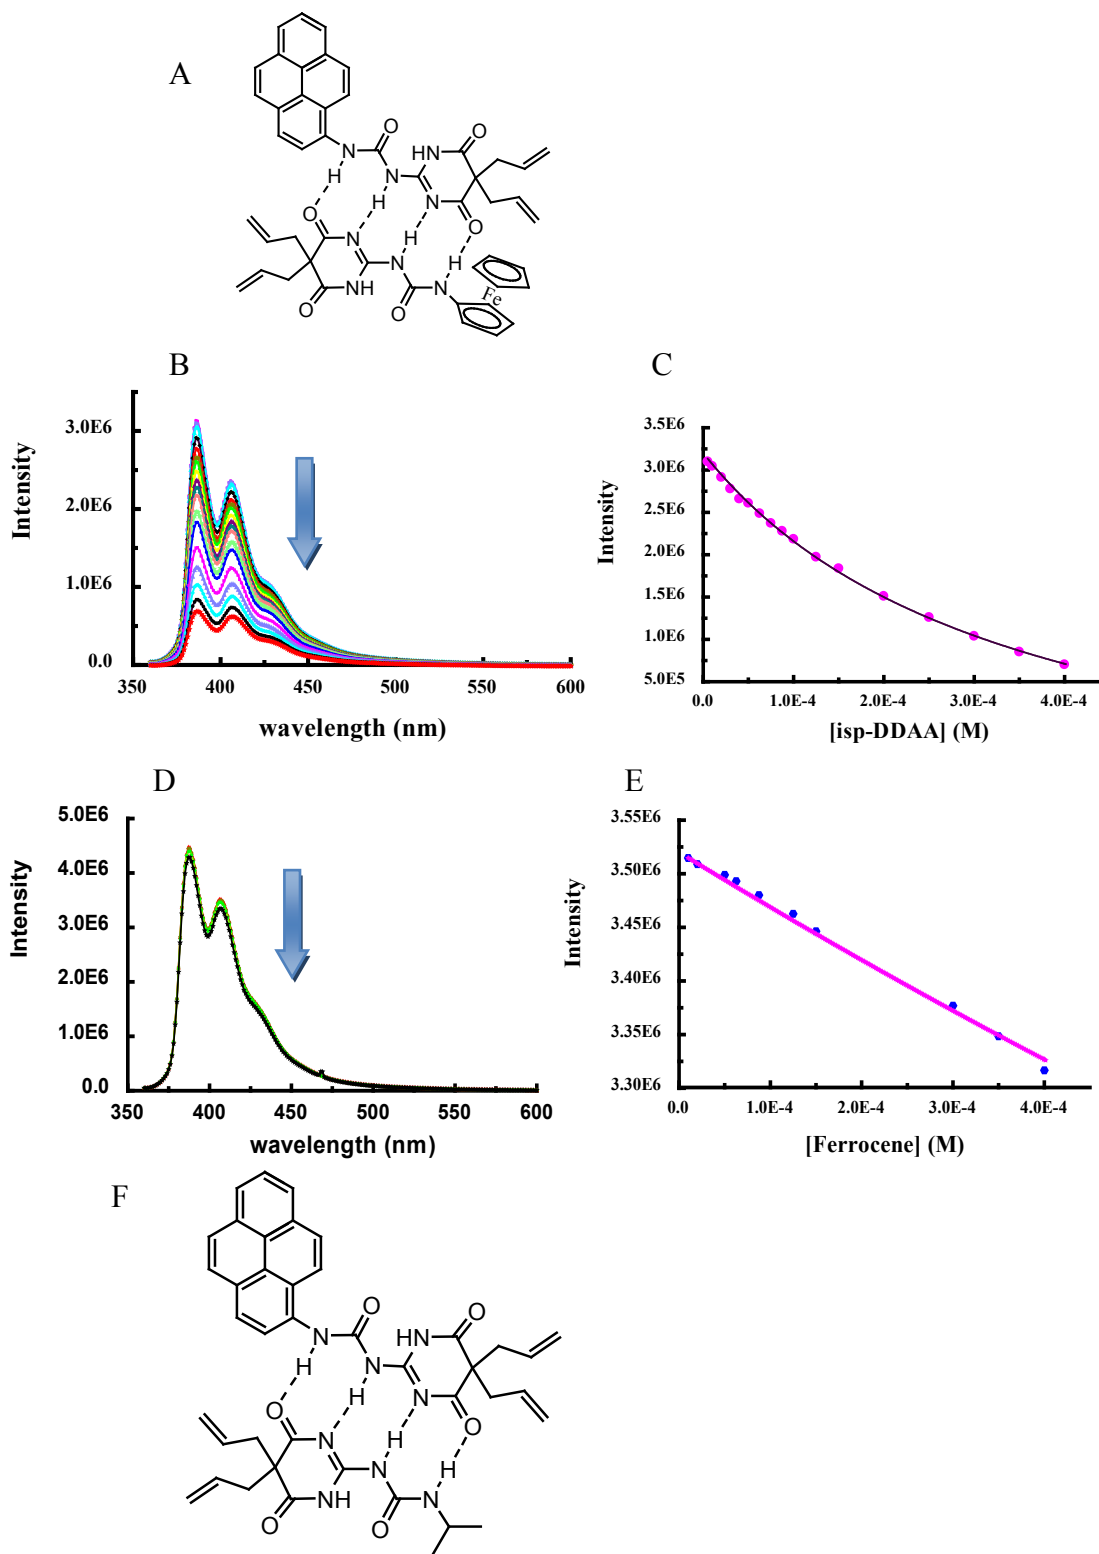 A
O
N
H
N
H
HN
N
O
O
O
N
N
H
H
N
NH
O
O
Fe
B
Intensity
3.0E6
2.0E6
1.0E6
0.0
350 400 450 500 550 600
wavelength (nm)
C
Intensity
3.5E6
3.0E6
2.5E6
2.0E6
1.5E6
1.0E6
5.0E5
0.0 1.0E-4 2.0E-4 3.0E-4 4.0E-4
[isp-DDAA] (M)
D
Intensity
5.0E6
4.0E6
3.0E6
2.0E6
1.0E6
0.0
350 400 450 500 550 600
wavelength (nm)
E
Intensity
3.55E6
3.50E6
3.45E6
3.40E6
3.35E6
3.30E6
0.0 1.0E-4 2.0E-4 3.0E-4 4.0E-4
[Ferrocene] (M)
F
O
N
H
N
H
HN
N
O
O
O
N
N
H
H
N
NH
O
O